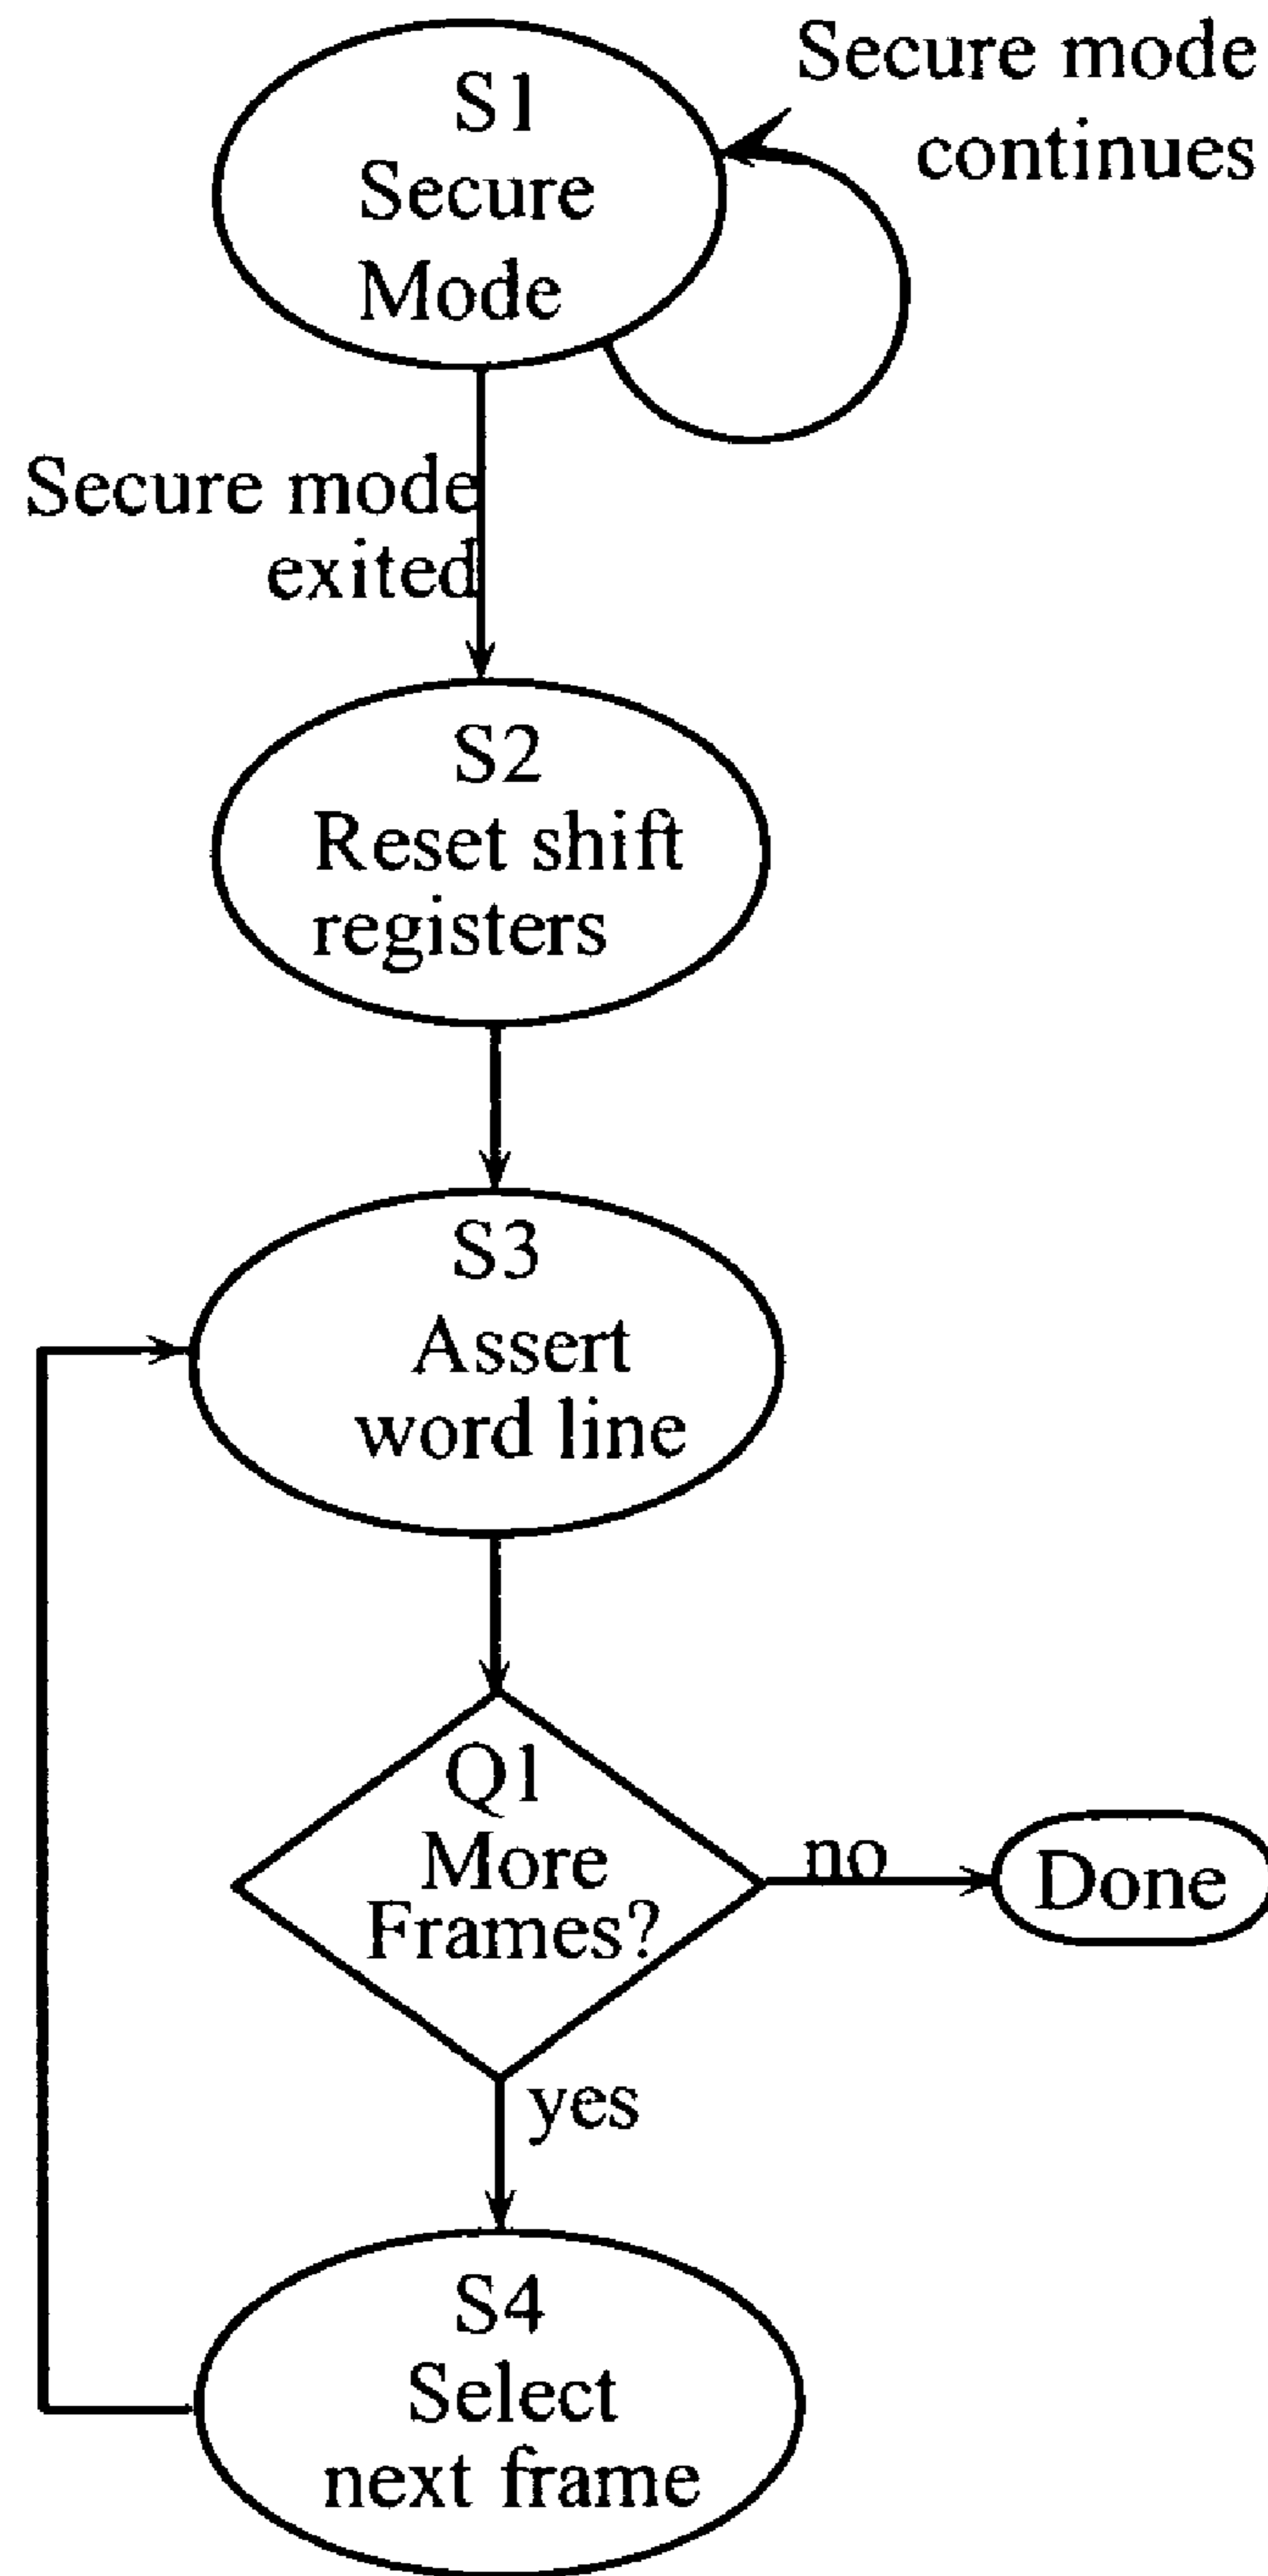 S1
Secure
Mode
Secure mode
continues
Secure mode
exited
S2
Reset shift
registers
S3
Assert
word line
Q1
More
Frames?
no
Done
yes
S4
Select
next frame